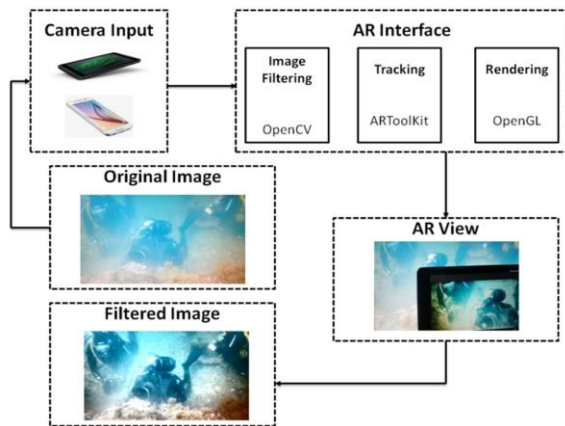 Camera Input
AR Interface
Image
Filtering
OpenCV
Tracking
ARToolKit
Rendering
OpenGL
Original Image
AR View
Filtered Image